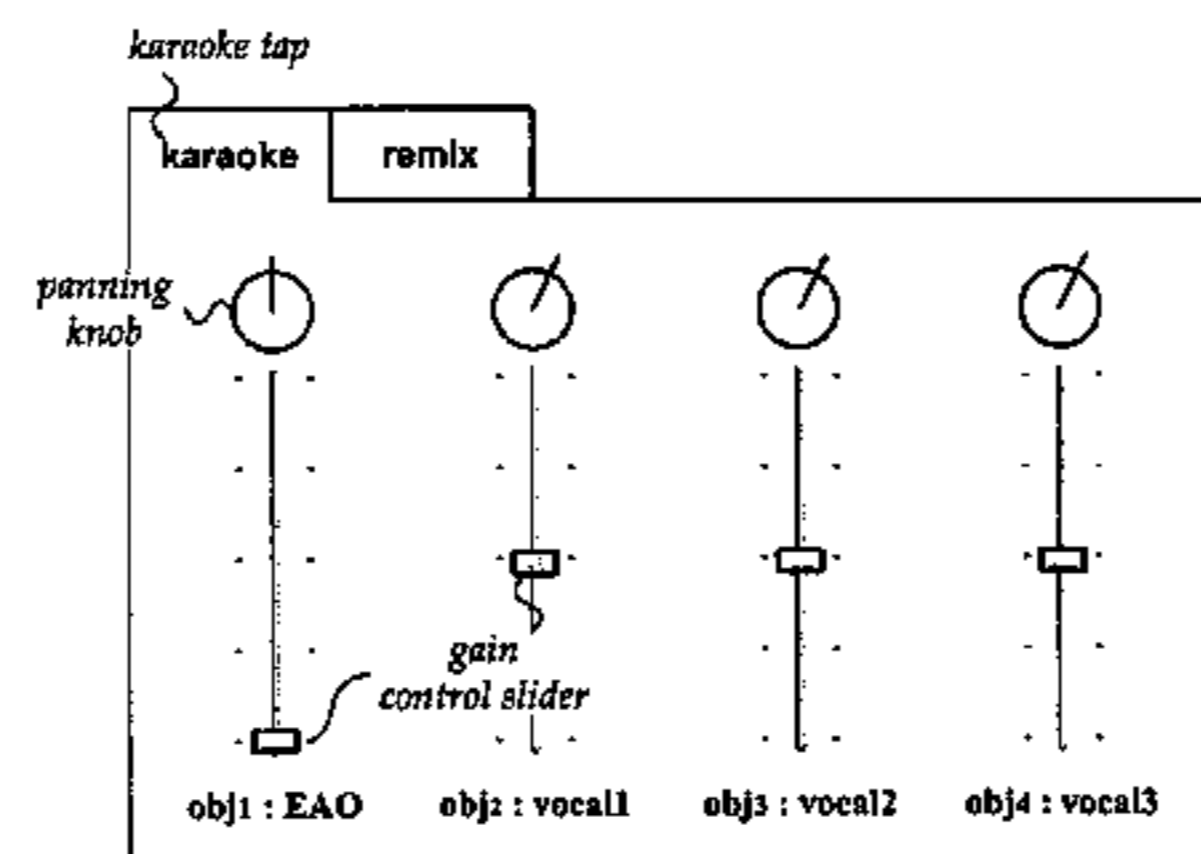 karaoke tap
karaoke
remix
panning
knob
gain
control slider
obj1 : EAO
obj2 : vocal1
obj3 : vocal2
obj4 : vocal3